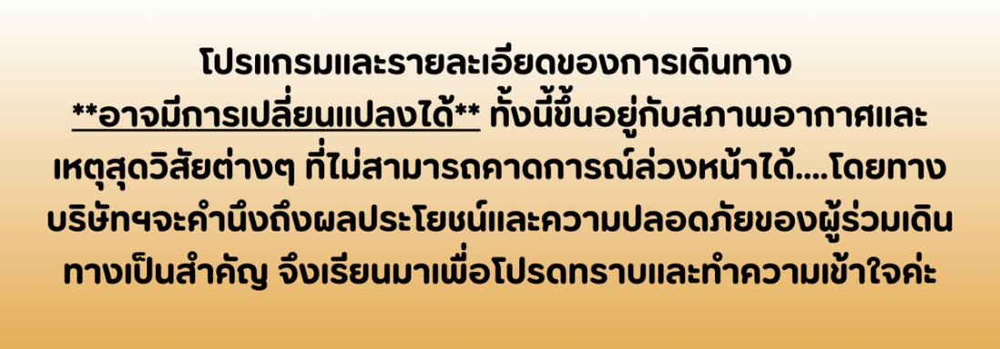 โปรแกรมและรายละเอียดของการเดินทาง
**อาจมีการเปลี่ยนแปลงได้** ทั้งนี้ขึ้นอยู่กับสภาพอากาศและ
เหตุสุดวิสัยต่างๆ ที่ไม่สามารถคาดการณ์ล่วงหน้าได้....โดยทาง
บริษัทฯจะคำนึงถึงผลประโยชน์และความปลอดภัยของผู้ร่วมเดิน
ทางเป็นสำคัญ จึงเรียนมาเพื่อโปรดทราบและทำความเข้าใจค่ะ